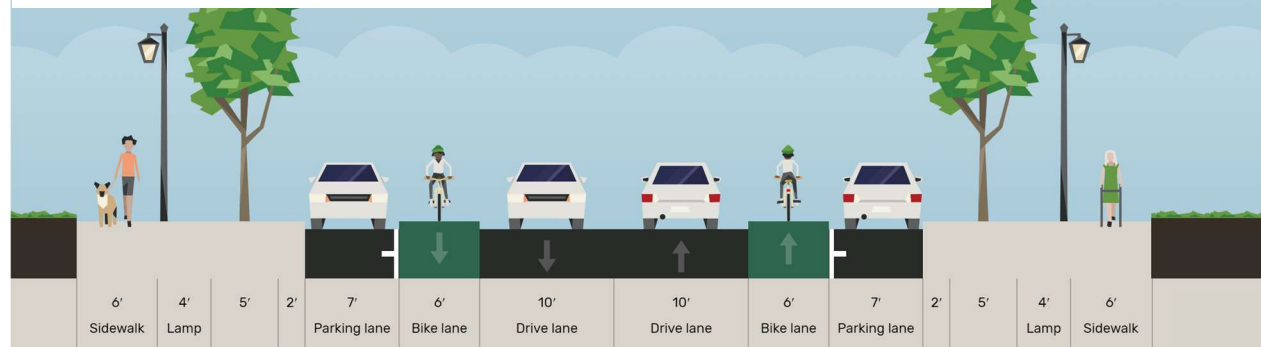 6′ 4′ 5′ 2′ 7′ 6′ 10′ 10′ 6′ 7′ 2′ 5′ 4′ 6′
Sidewalk Lamp Parking lane Bike lane Drive lane Drive lane Bike lane Parking lane Lamp Sidewalk